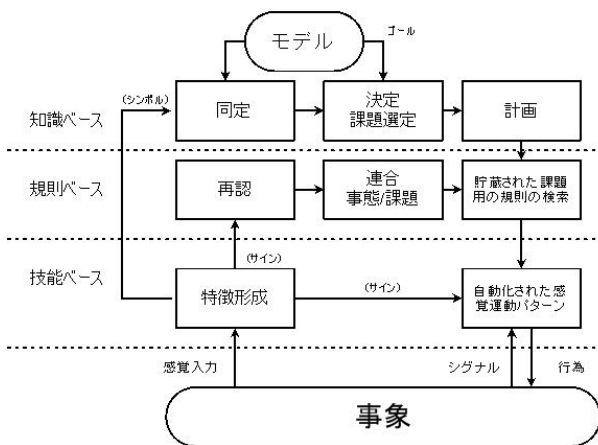 モデル
ゴール
(シンボル)
知識ベース
同定
決定
課題選定
計画
規則ベース
再認
連合
事態/課題
貯蔵された課題
用の規則の検索
(サイン)
技能ベース
特徴形成
(サイン)
自動化された感
覚運動パターン
感覚入力
シグナル
行為
事象